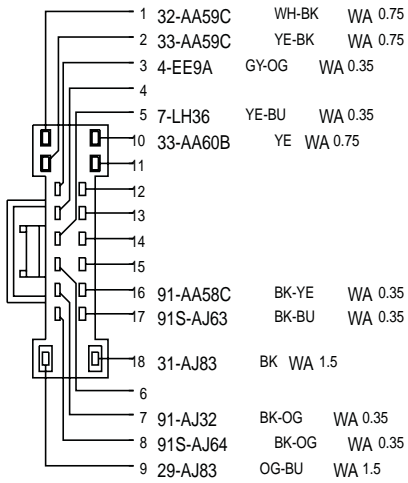 1 32-AA59C WH-BK WA 0.75
2 33-AA59C YE-BK WA 0.75
3 4-EE9A GY-OG WA 0.35
4
5 7-LH36 YE-BU WA 0.35
10 33-AA60B YE WA 0.75
11
12
13
14
15
16 91-AA58C BK-YE WA 0.35
17 91S-AJ63 BK-BU WA 0.35
18 31-AJ83 BK WA 1.5
6
7 91-AJ32 BK-OG WA 0.35
8 91S-AJ64 BK-OG WA 0.35
9 29-AJ83 OG-BU WA 1.5